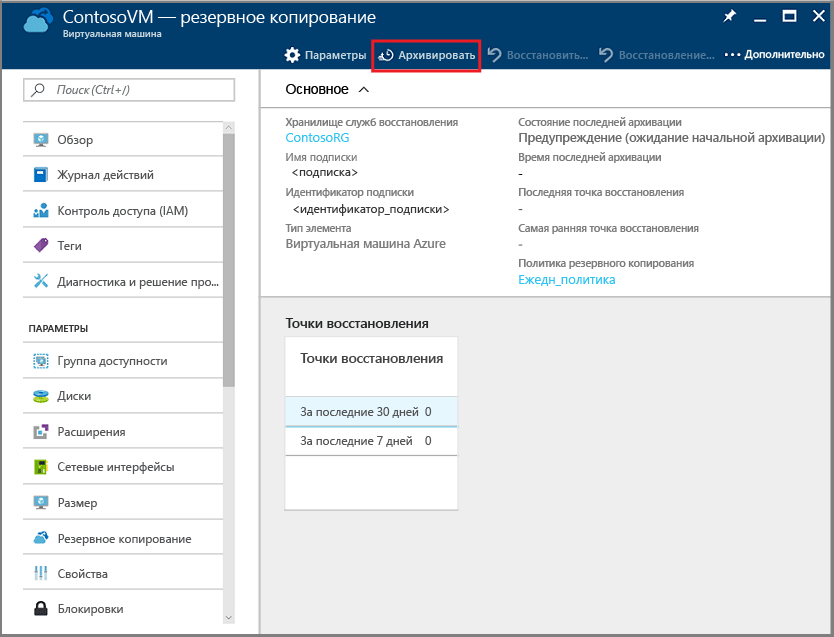 ContosoVM — резервное копирование
Виртуальная машина
Параметры
Архивировать
Восстановить...
Восстановление...
Дополнительно
Поиск (Ctrl+/)
Обзор
Журнал действий
Контроль доступа (IAM)
Теги
Диагностика и решение про...
ПАРАМЕТРЫ
Группа доступности
Диски
Расширения
Сетевые интерфейсы
Размер
Резервное копирование
Свойства
Блокировки
Основное
Хранилище служб восстановления
ContosoRG
Имя подписки
<подписка>
Идентификатор подписки
<идентификатор_подписки>
Тип элемента
Виртуальная машина Azure
Состояние последней архивации
Предупреждение (ожидание начальной архивации)
Время последней архивации
-
Последняя точка восстановления
-
Самая ранняя точка восстановления
-
Политика резервного копирования
Ежедн_политика
Точки восстановления
Точки восстановления
За последние 30 дней 0
За последние 7 дней 0